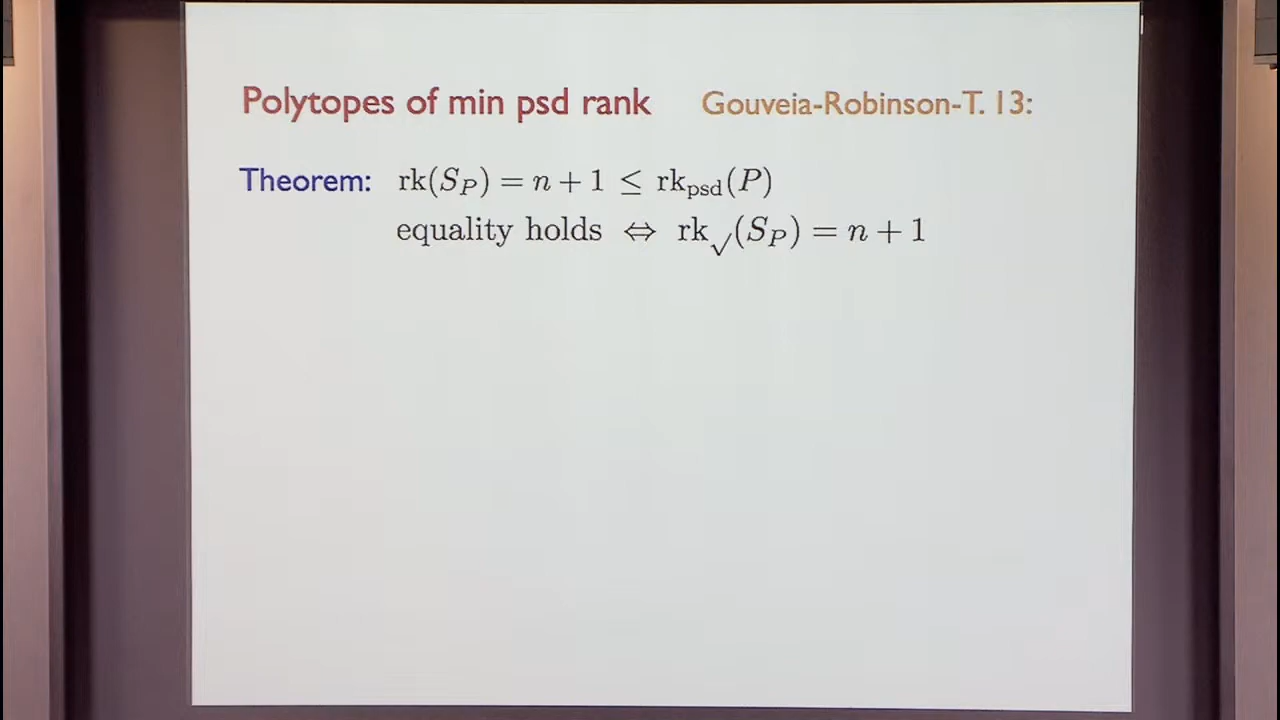 Polytopes of min psd rank Gouveia-Robinson-T. 13:
Theorem: rk(S_P) = n + 1 ≤ rk_psd(P)
equality holds ⇔ rk_√(S_P) = n + 1